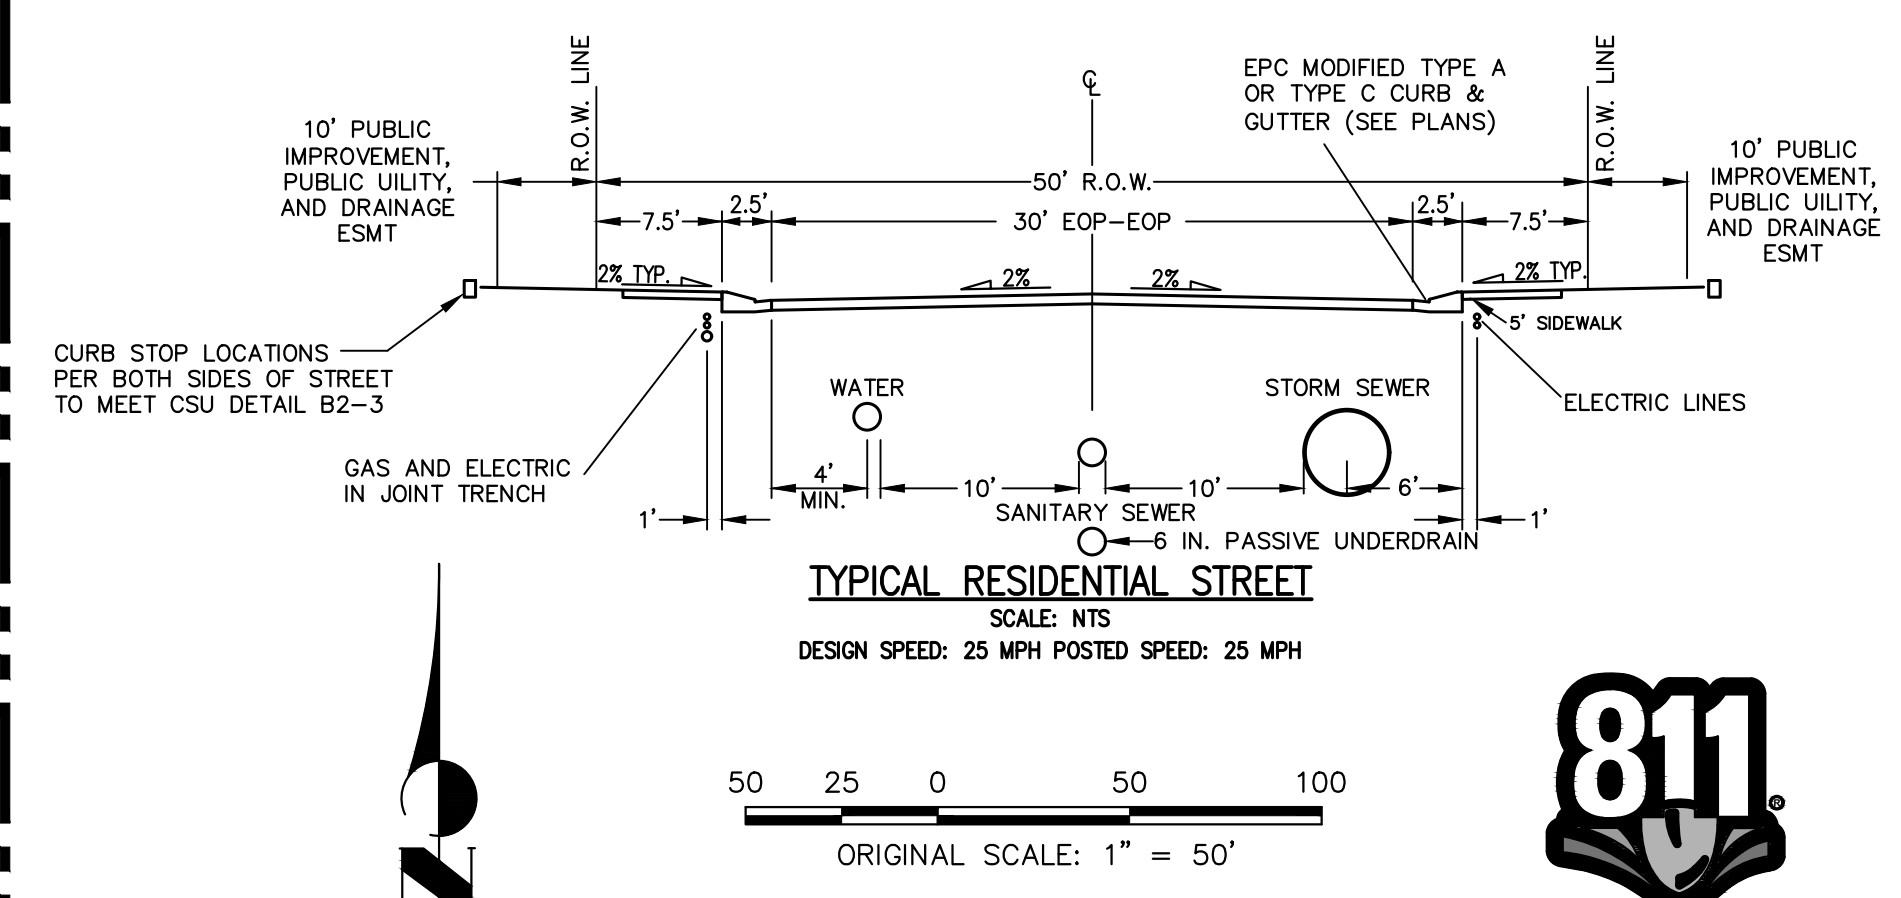 R.O.W. LINE
℄
EPC MODIFIED TYPE A
OR TYPE C CURB &
GUTTER (SEE PLANS)
R.O.W. LINE
10' PUBLIC
IMPROVEMENT,
PUBLIC UILITY,
AND DRAINAGE
ESMT
10' PUBLIC
IMPROVEMENT,
PUBLIC UILITY,
AND DRAINAGE
ESMT
50' R.O.W.
7.5'
2.5'
30' EOP-EOP
2.5'
7.5'
2% TYP.
2%
2%
2% TYP.
5' SIDEWALK
CURB STOP LOCATIONS
PER BOTH SIDES OF STREET
TO MEET CSU DETAIL B2-3
WATER
STORM SEWER
ELECTRIC LINES
GAS AND ELECTRIC
IN JOINT TRENCH
4'
MIN.
10'
10'
6'
1'
SANITARY SEWER
1'
6 IN. PASSIVE UNDERDRAIN
TYPICAL RESIDENTIAL STREET
SCALE: NTS
DESIGN SPEED: 25 MPH POSTED SPEED: 25 MPH
50 25 0 50 100
ORIGINAL SCALE: 1" = 50'
N
811®